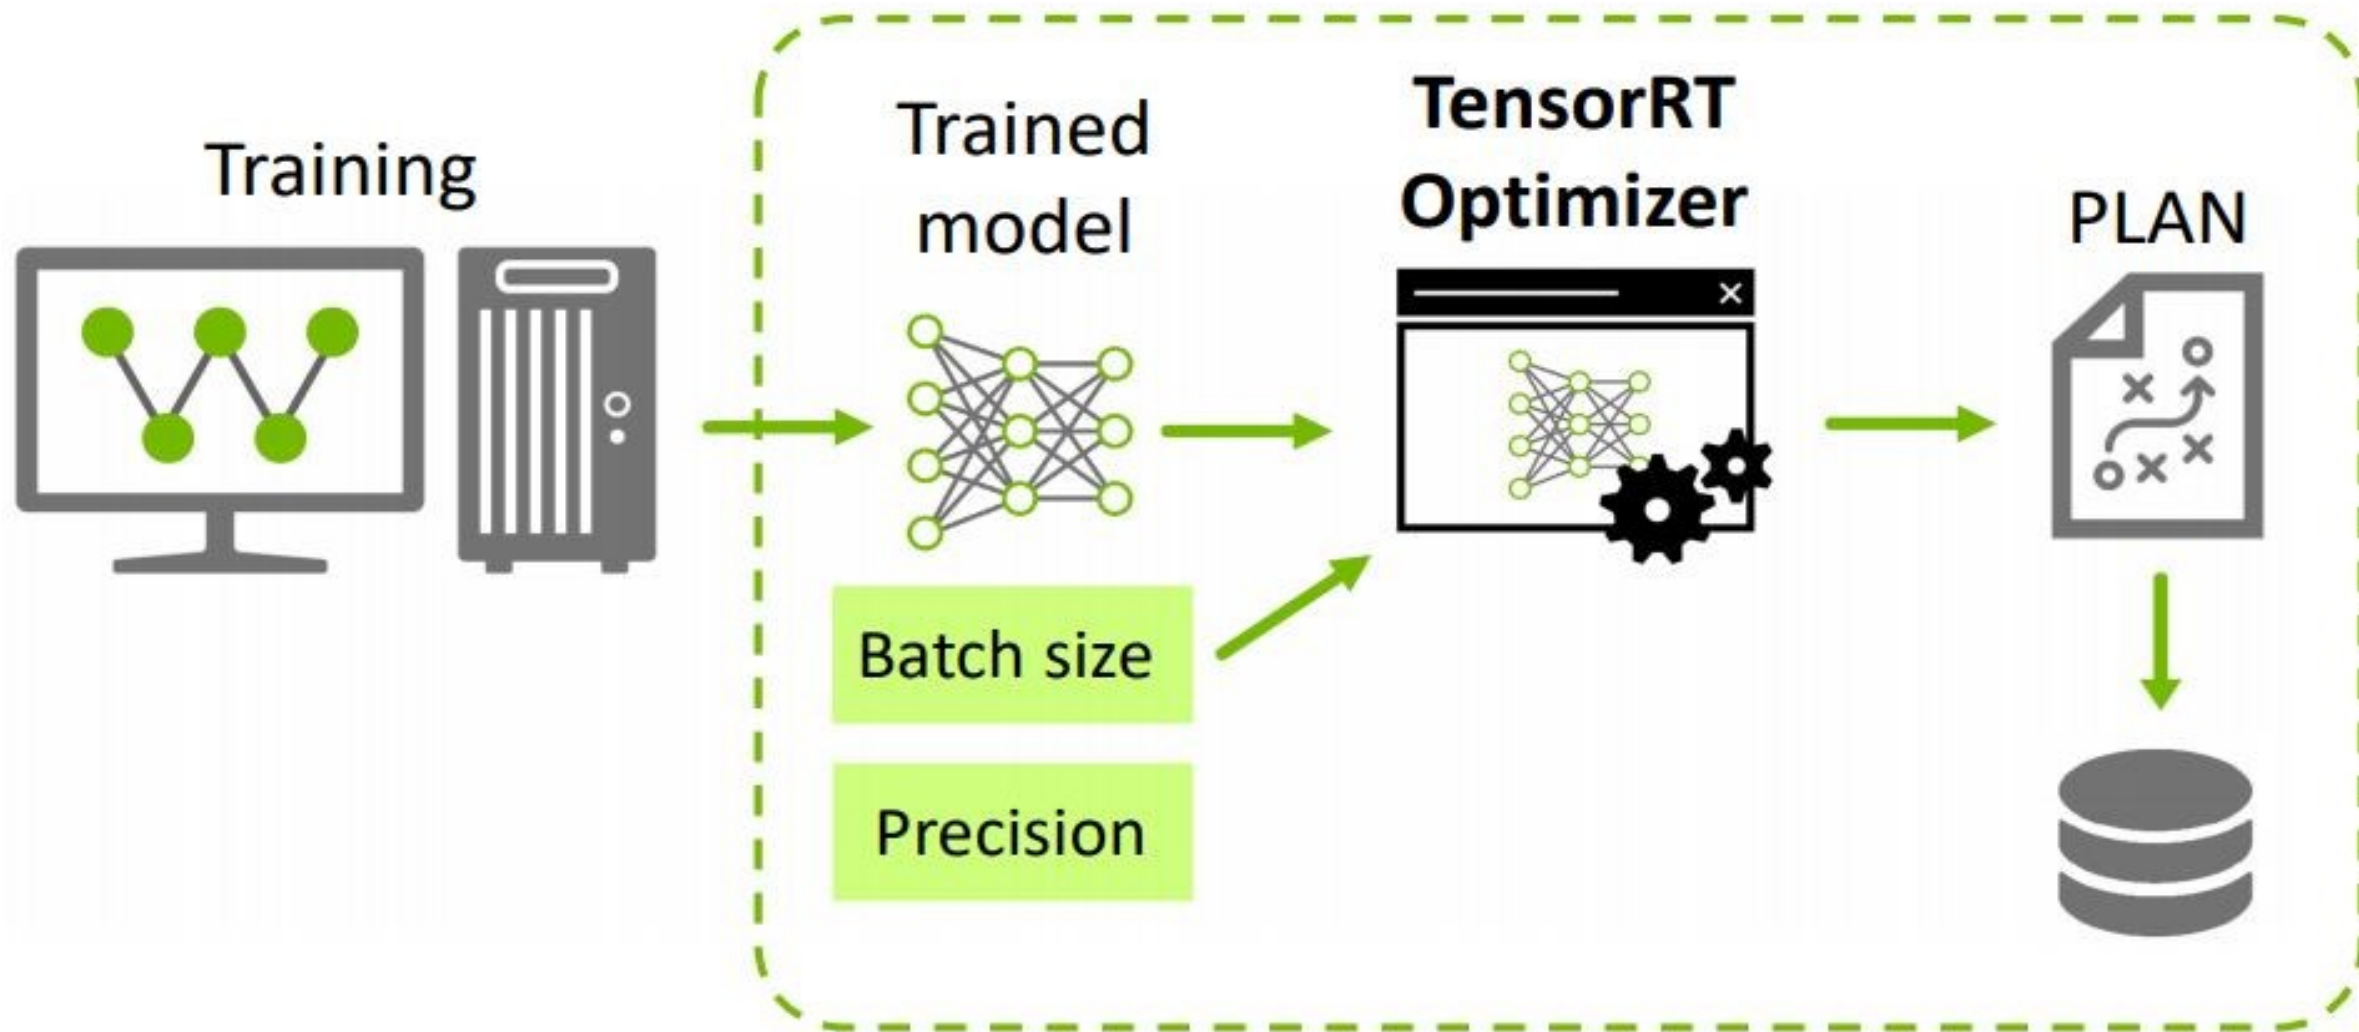 Training
Trained
model
TensorRT
Optimizer
PLAN
Batch size
Precision